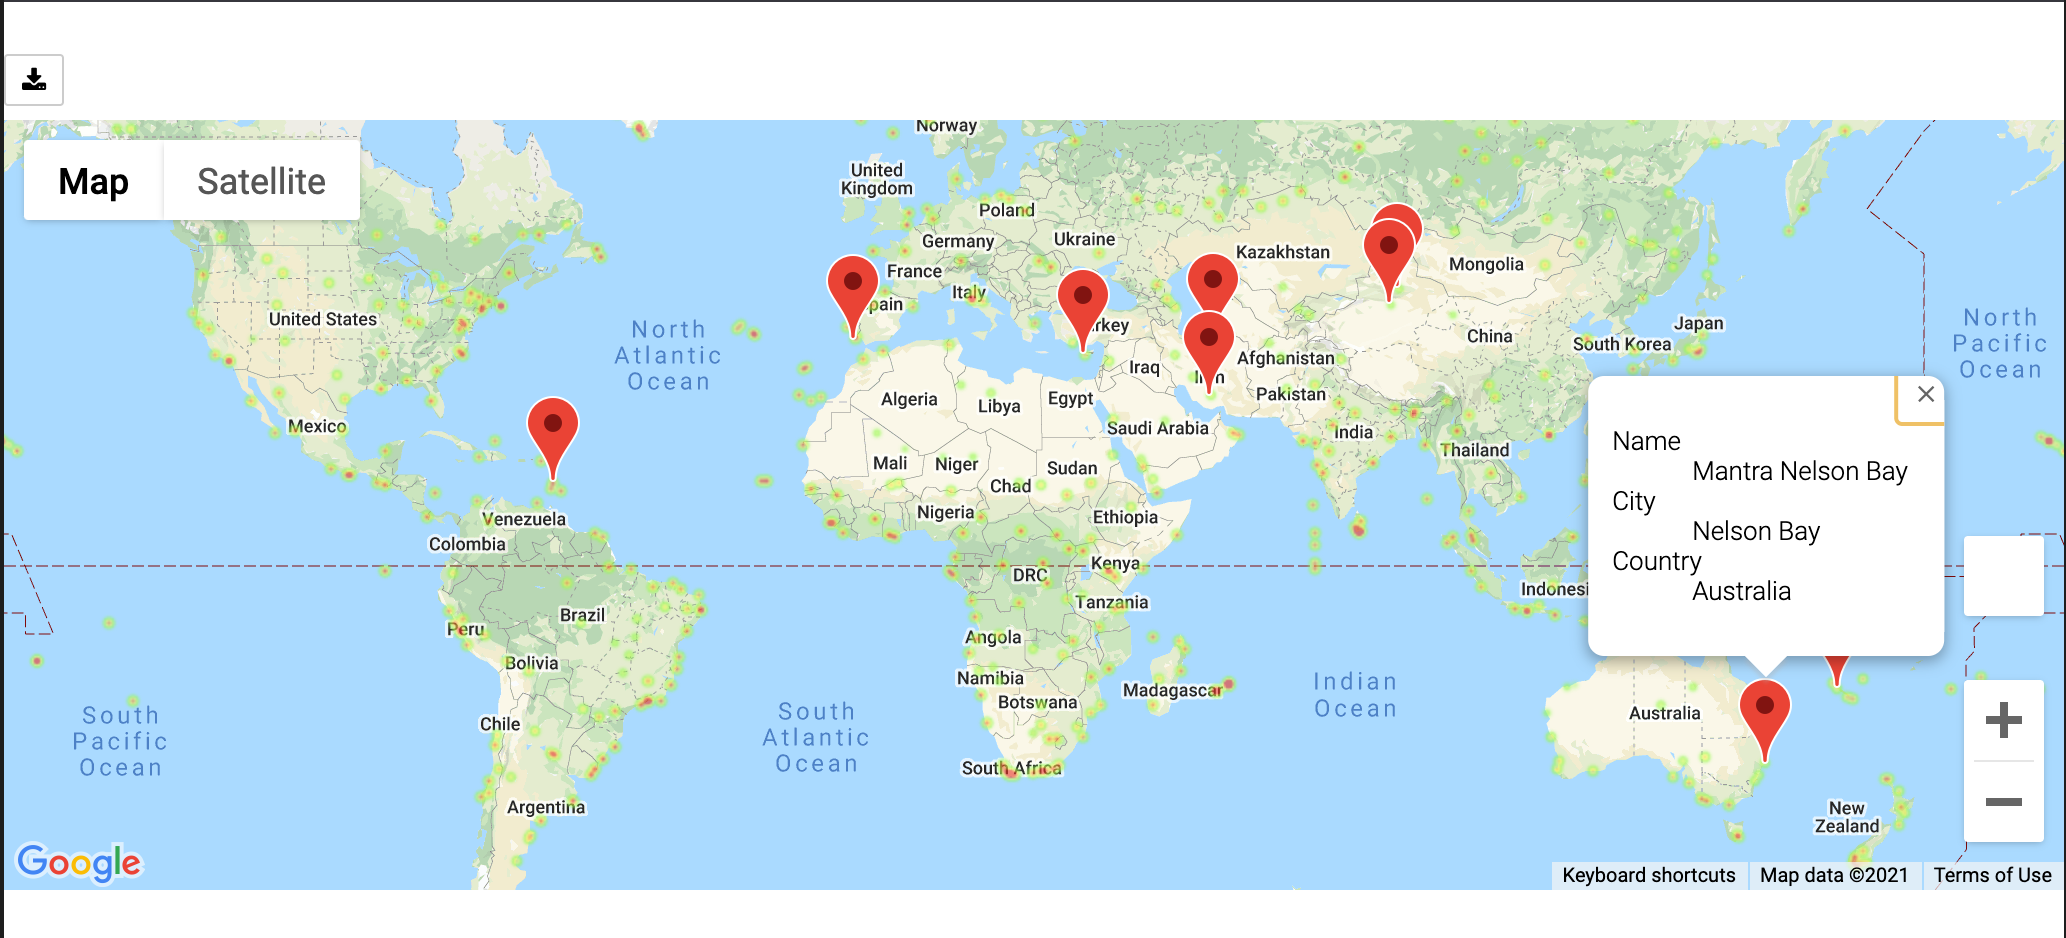 Map
Satellite
Norway
United
Kingdom
Poland
Germany
Ukraine
Kazakhstan
France
Mongolia
Italy
pain
United States
North
Atlantic
Ocean
rkey
China
Japan
South Korea
North
Pacific
Ocean
Iraq
Afghanistan
Iran
Pakistan
Algeria
Libya
Egypt
Saudi Arabia
Mexico
India
Thailand
Mali
Niger
Sudan
Chad
Nigeria
Ethiopia
Venezuela
Colombia
DRC
Kenya
Indonesi
Tanzania
Brazil
Peru
Angola
Bolivia
Namibia
Madagascar
Botswana
Indian
Ocean
Australia
South
Pacific
Ocean
Chile
South
Atlantic
Ocean
South Africa
Argentina
New
Zealand
Name
Mantra Nelson Bay
City
Nelson Bay
Country
Australia
Google
Keyboard shortcuts
Map data ©2021
Terms of Use